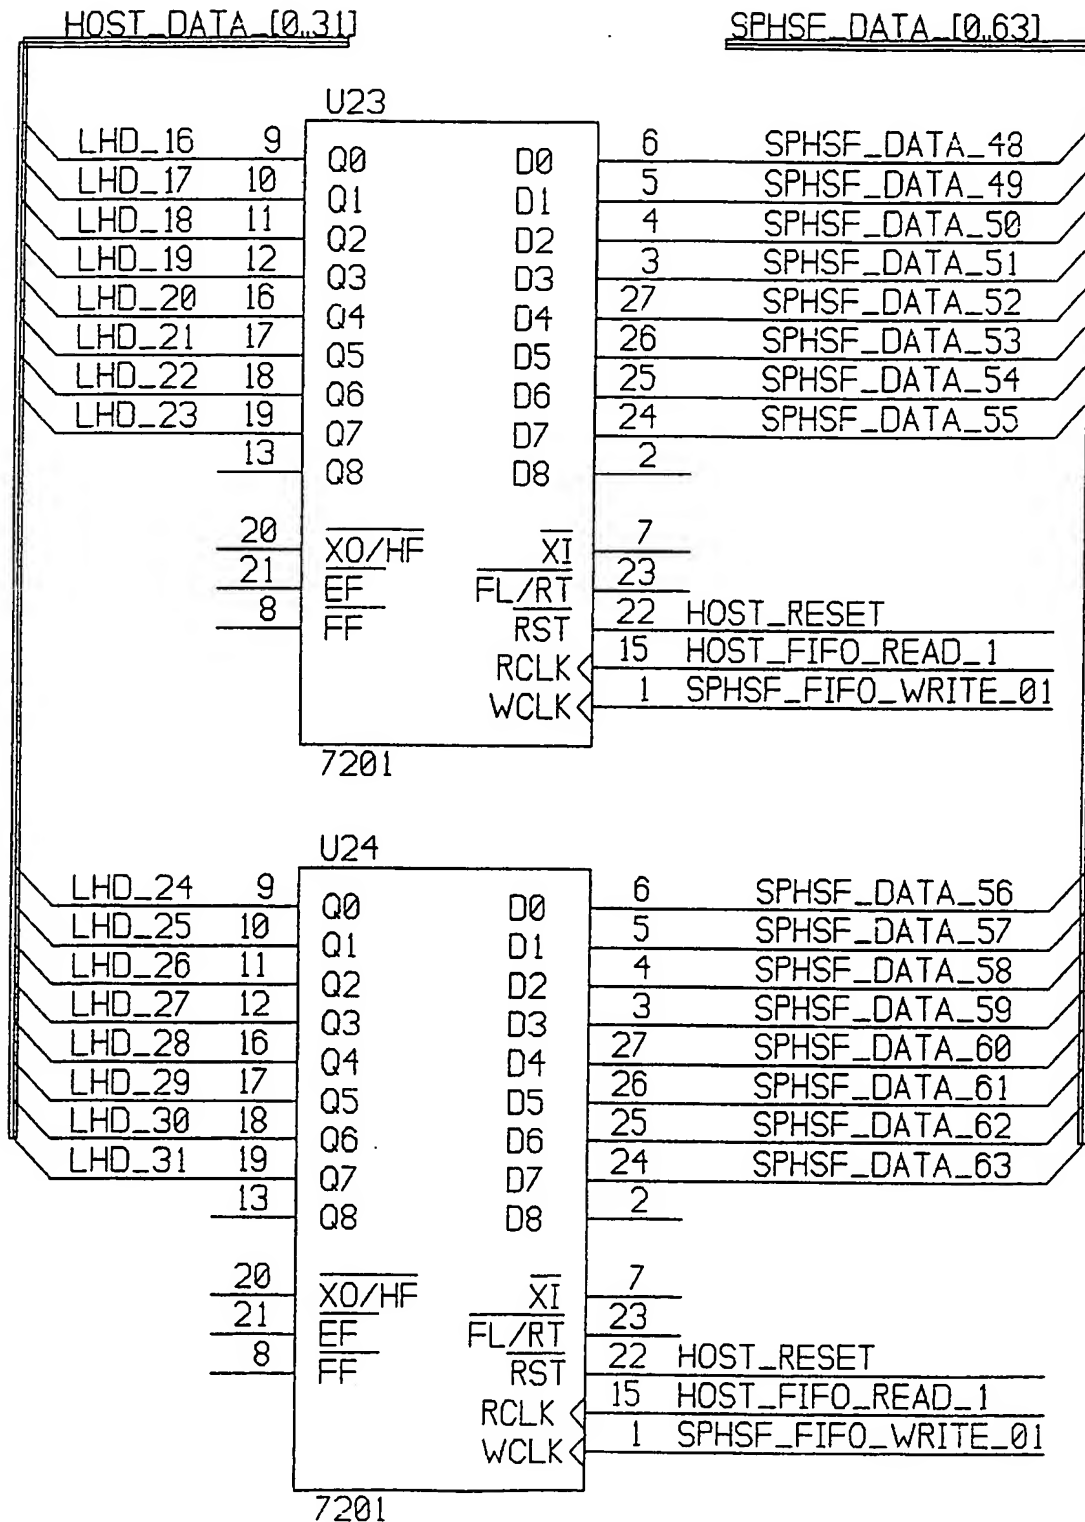 HOST_DATA_[0..31] SPHSF_DATA_[0..63]
U23
LHD_16 9 Q0 D0 6 SPHSF_DATA_48
LHD_17 10 Q1 D1 5 SPHSF_DATA_49
LHD_18 11 Q2 D2 4 SPHSF_DATA_50
LHD_19 12 Q3 D3 3 SPHSF_DATA_51
LHD_20 16 Q4 D4 27 SPHSF_DATA_52
LHD_21 17 Q5 D5 26 SPHSF_DATA_53
LHD_22 18 Q6 D6 25 SPHSF_DATA_54
LHD_23 19 Q7 D7 24 SPHSF_DATA_55
13 Q8 D8 2
20 XO/HF XI 7
21 EF FL/RT 23
8 FF RST 22 HOST_RESET
RCLK 15 HOST_FIFO_READ_1
WCLK 1 SPHSF_FIFO_WRITE_01
7201
U24
LHD_24 9 Q0 D0 6 SPHSF_DATA_56
LHD_25 10 Q1 D1 5 SPHSF_DATA_57
LHD_26 11 Q2 D2 4 SPHSF_DATA_58
LHD_27 12 Q3 D3 3 SPHSF_DATA_59
LHD_28 16 Q4 D4 27 SPHSF_DATA_60
LHD_29 17 Q5 D5 26 SPHSF_DATA_61
LHD_30 18 Q6 D6 25 SPHSF_DATA_62
LHD_31 19 Q7 D7 24 SPHSF_DATA_63
13 Q8 D8 2
20 XO/HF XI 7
21 EF FL/RT 23
8 FF RST 22 HOST_RESET
RCLK 15 HOST_FIFO_READ_1
WCLK 1 SPHSF_FIFO_WRITE_01
7201